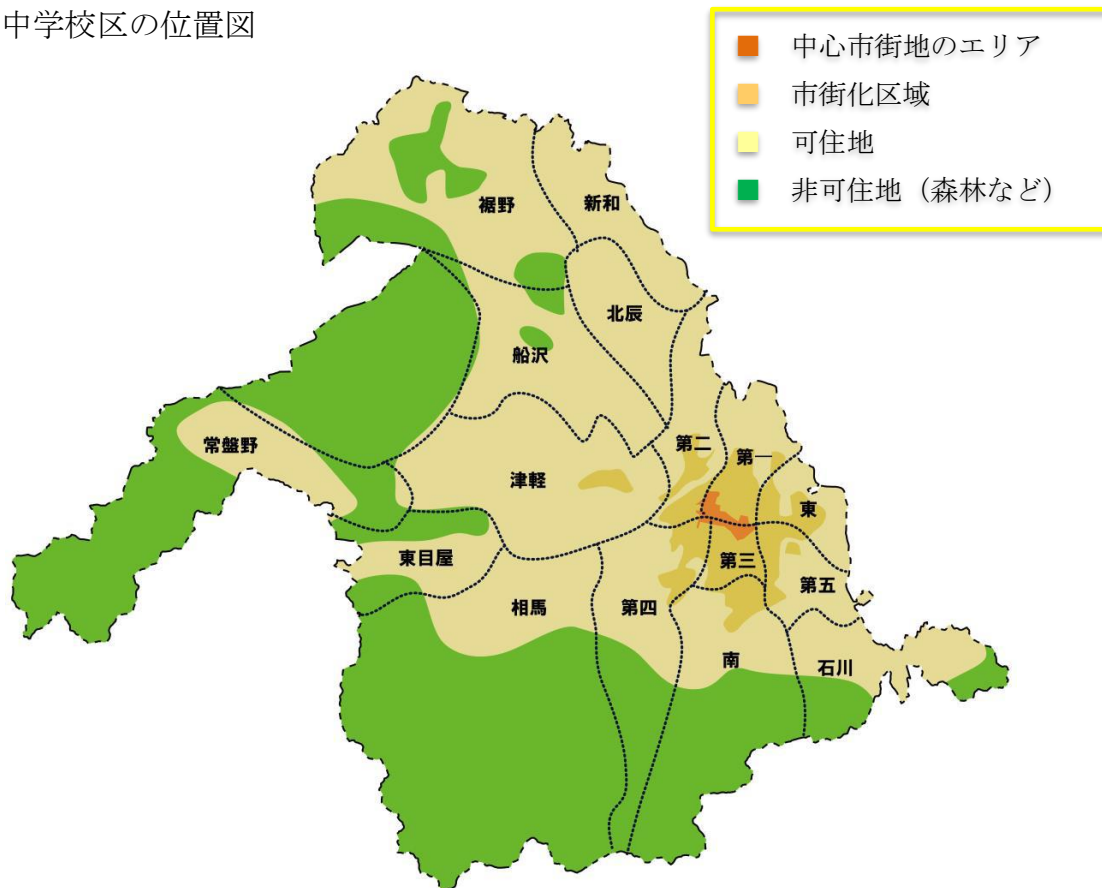 中学校区の位置図
中心市街地のエリア
市街化区域
可住地
非可住地（森林など）
裾野
新和
北辰
船沢
常盤野
第二
第一
津軽
東
東目屋
第三
第五
相馬
第四
南
石川